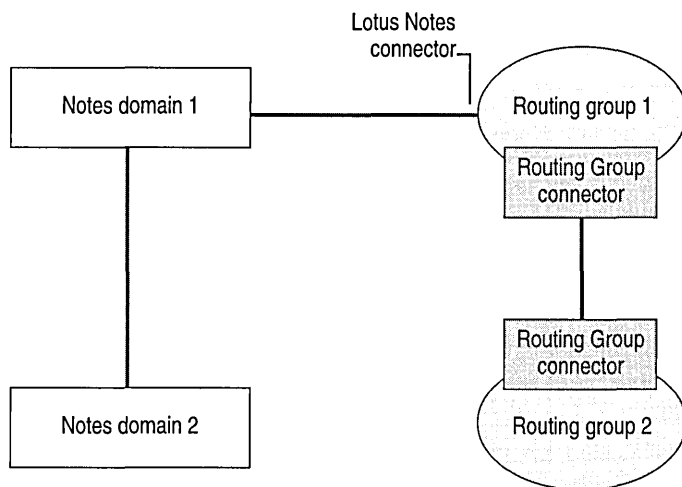 Lotus Notes
connector
Notes domain 1
Routing group 1
Routing Group
connector
Routing Group
connector
Notes domain 2
Routing group 2